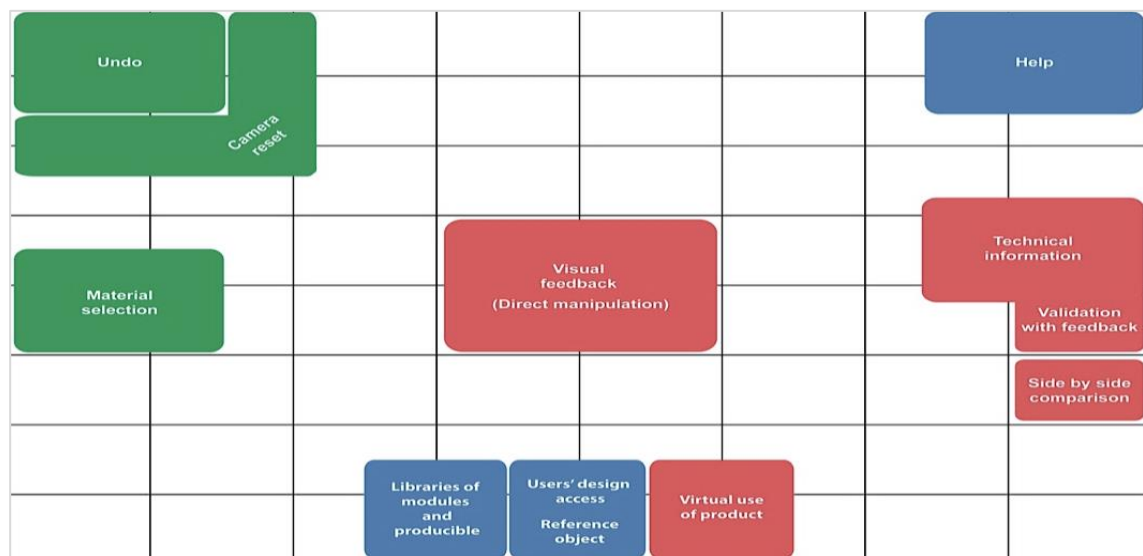 Undo
Help
Camera
reset
Technical
information
Visual
feedback
(Direct manipulation)
Material
selection
Validation
with feedback
Side by side
comparison
Libraries of
modules
and
producible
Users' design
access
Reference
object
Virtual use
of product